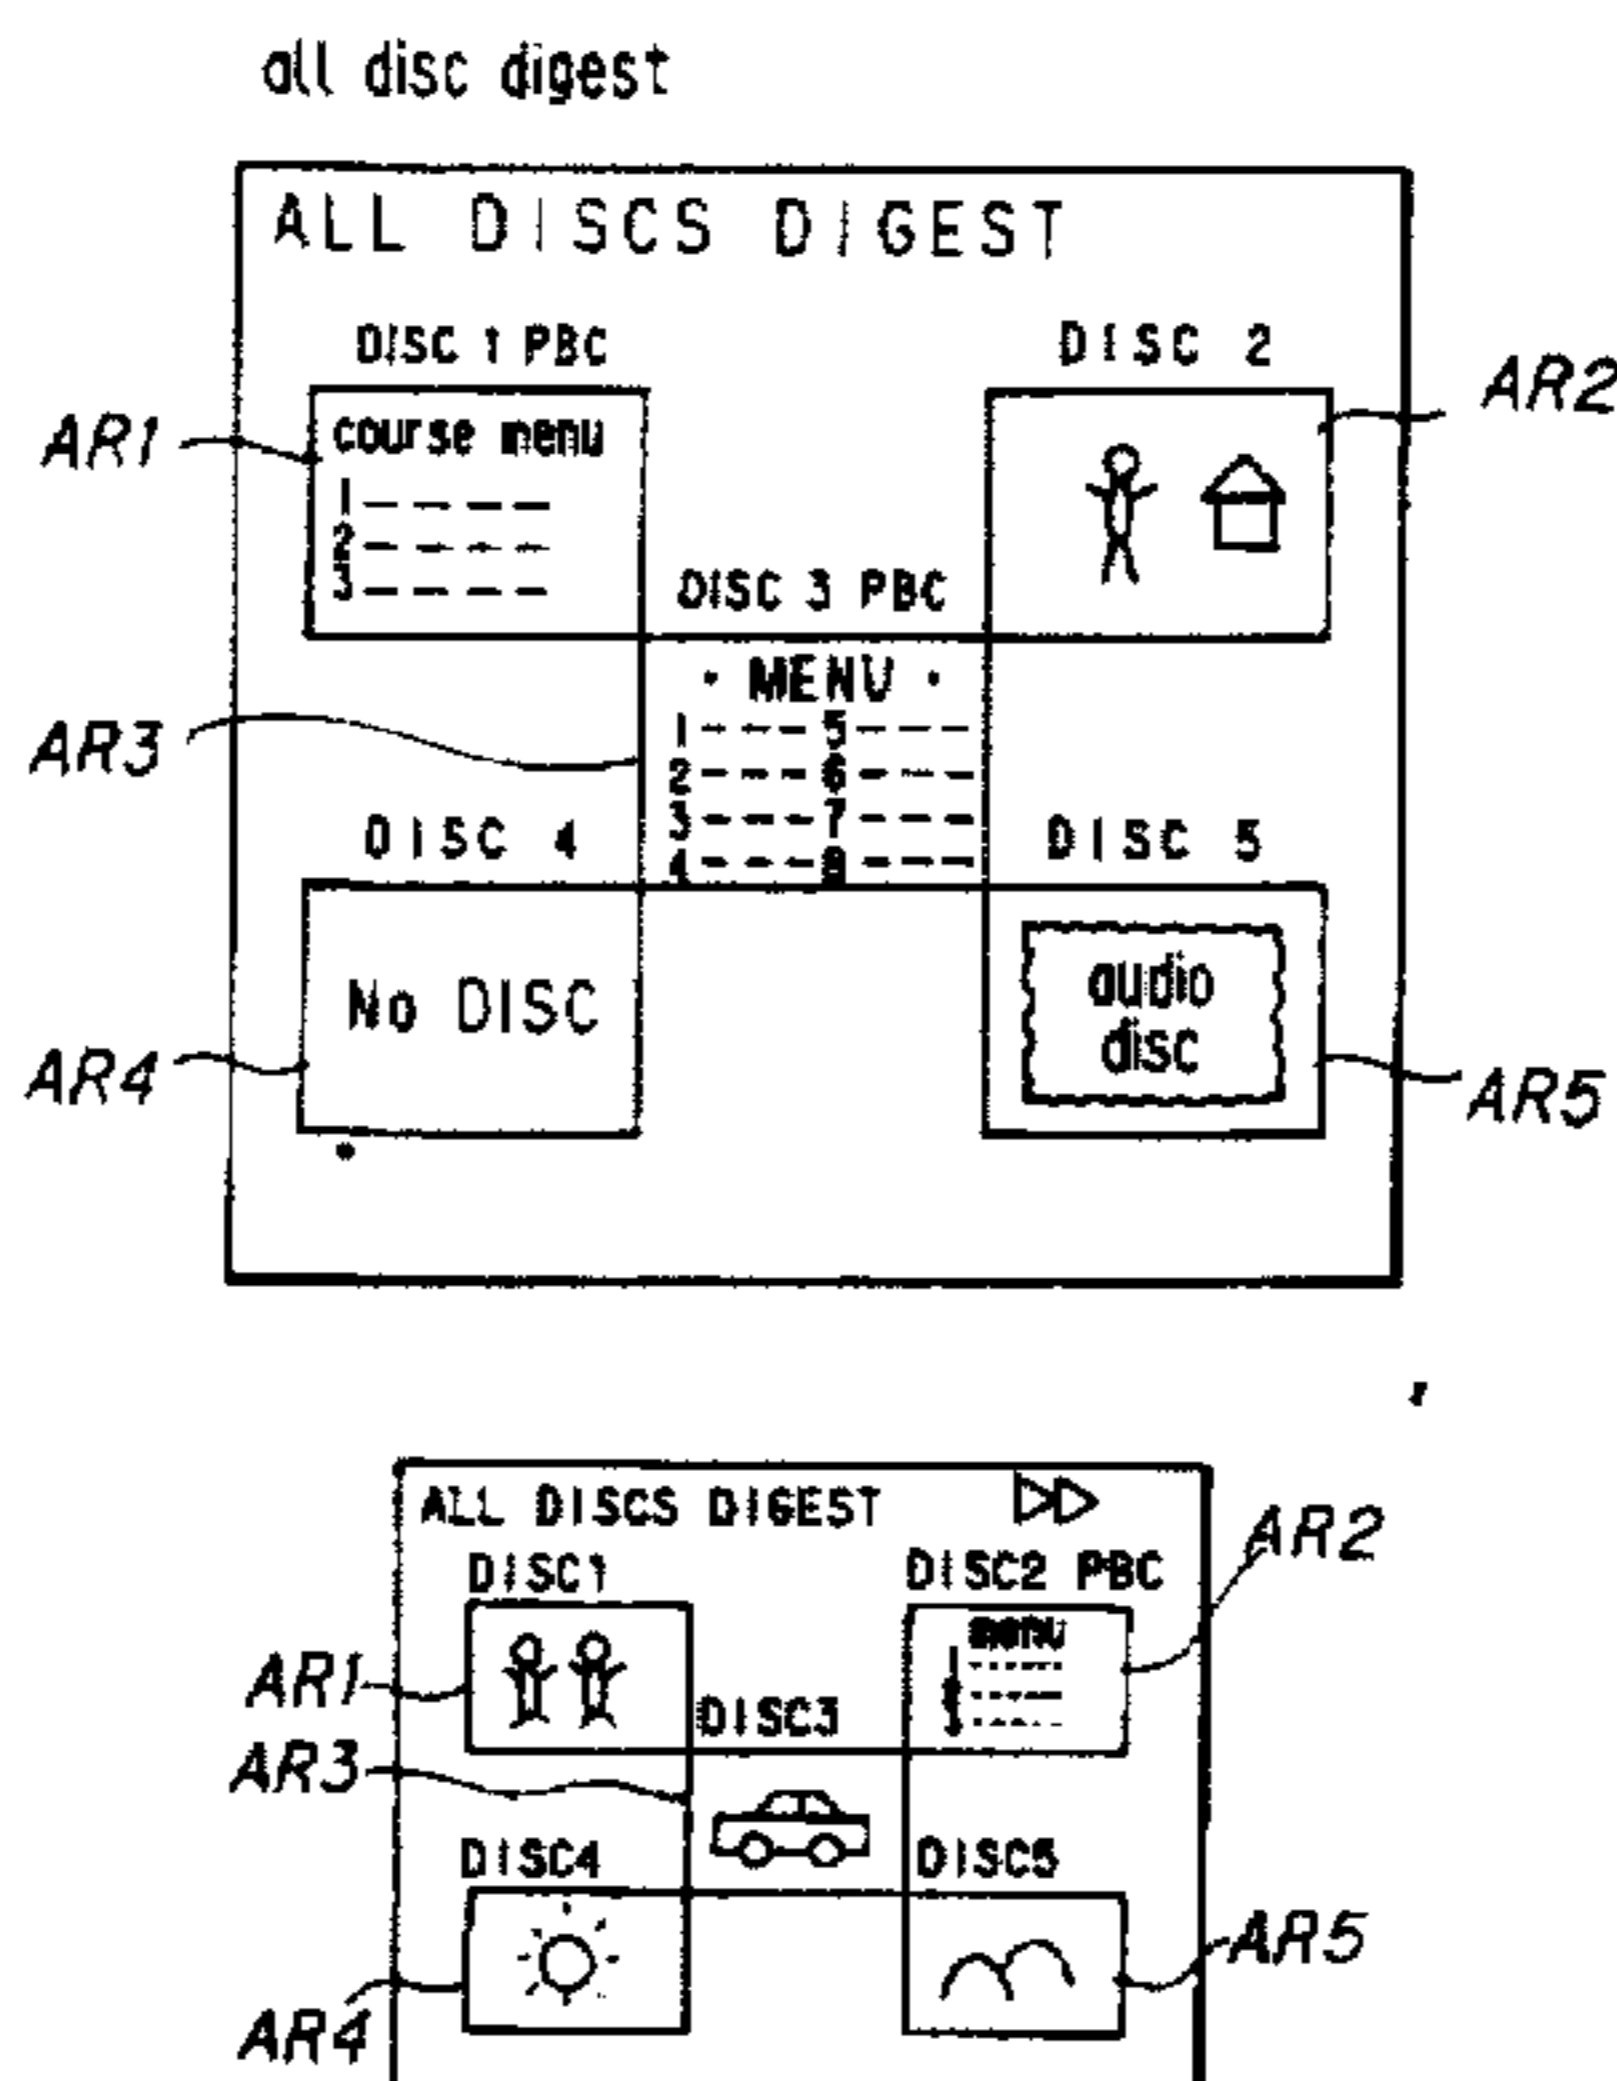 all disc digest
ALL DISCS DIGEST
DISC 1 PBC
DISC 2
AR1
AR2
course menu
1
2
3
DISC 3 PBC
· MENU ·
1 5
2 6
3 7
4 8
AR3
DISC 4
DISC 5
No DISC
audio
disc
AR4
AR5
ALL DISCS DIGEST
DISC1
DISC2 PBC
AR2
menu
AR1
DISC3
AR3
DISC4
DISC5
AR5
AR4